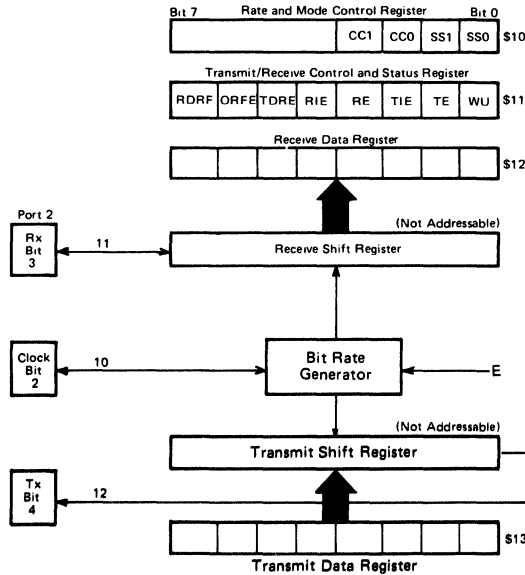 Bit 7 Rate and Mode Control Register Bit 0
CC1 CC0 SS1 SS0 $10
Transmit/Receive Control and Status Register
RDRF ORFE TDRE RIE RE TIE TE WU $11
Receive Data Register
$12
Port 2
(Not Addressable)
Rx
Bit
3
11
Receive Shift Register
Clock
Bit
2
10
Bit Rate
Generator
E
(Not Addressable)
Transmit Shift Register
Tx
Bit
4
12
$13
Transmit Data Register